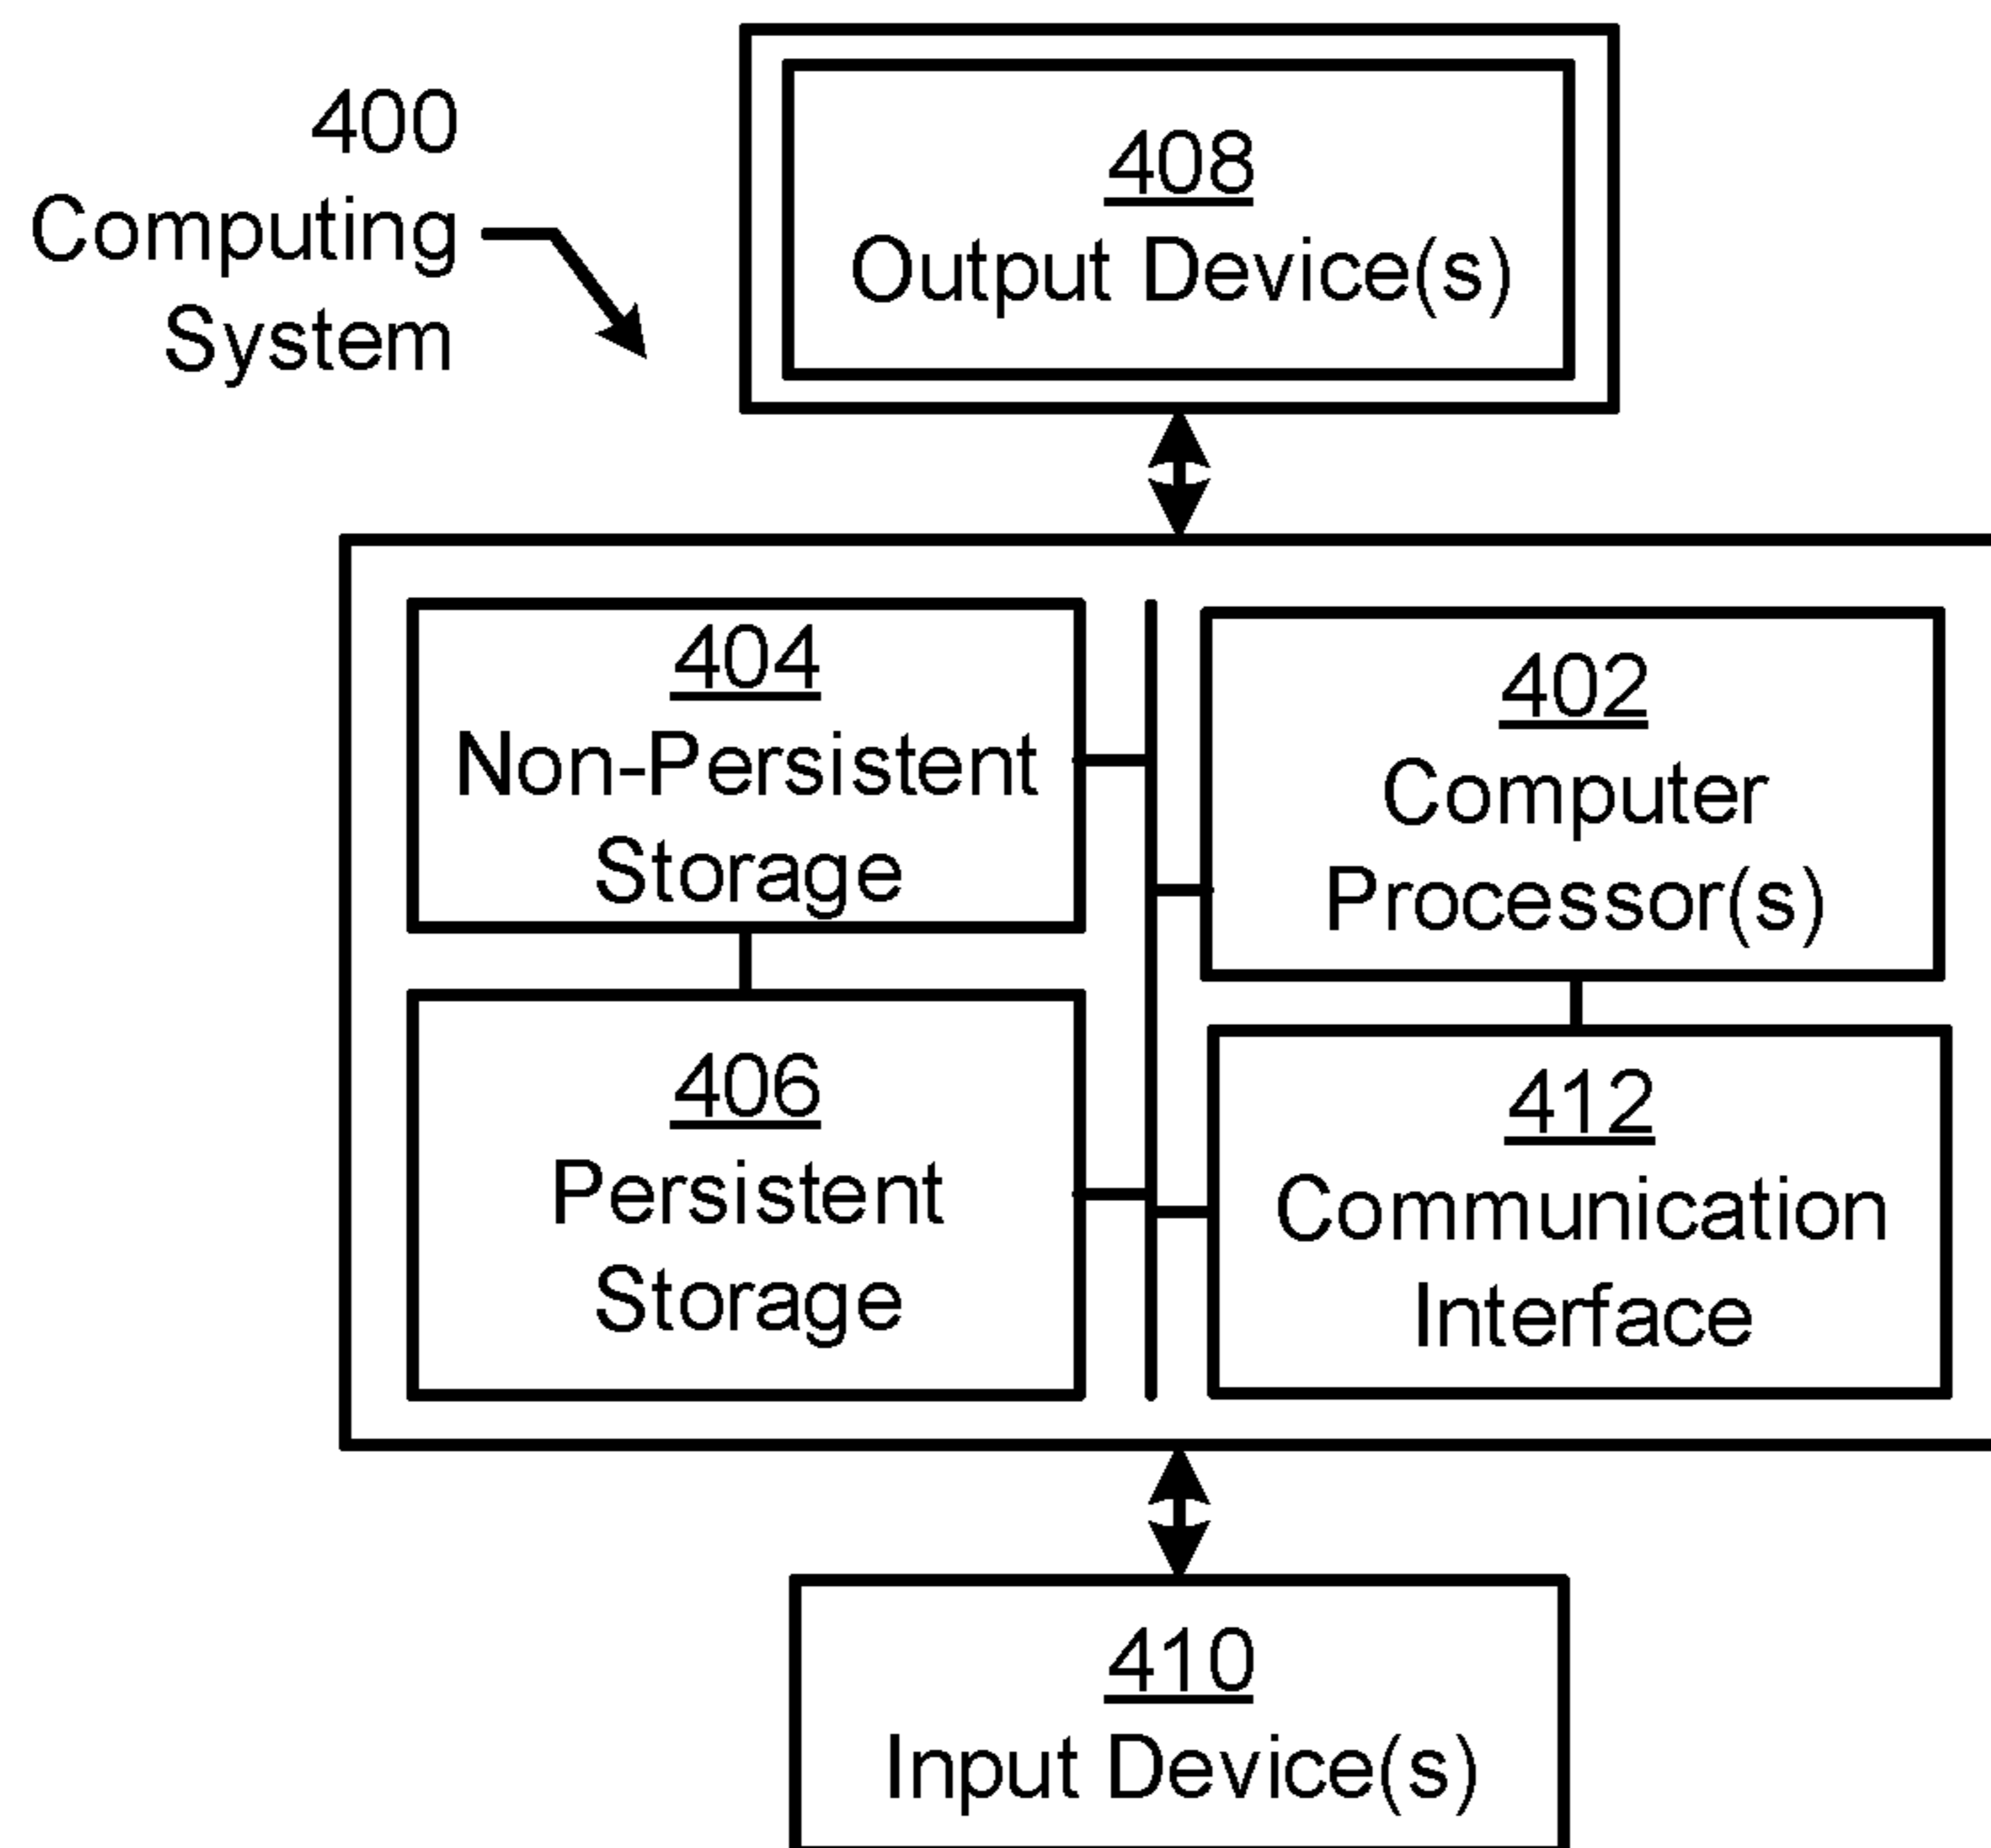 400
Computing
System
408
Output Device(s)
404
Non-Persistent
Storage
402
Computer
Processor(s)
406
Persistent
Storage
412
Communication
Interface
410
Input Device(s)